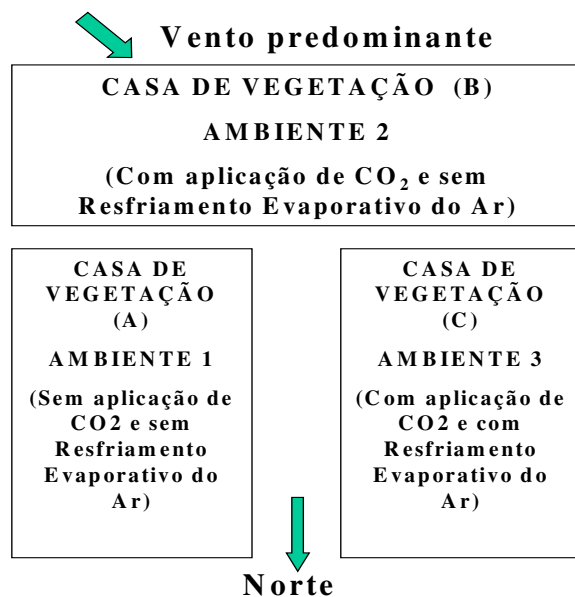 Vento predominante
CASA DE VEGETAÇÃO (B)
AMBIENTE 2
(Com aplicação de CO₂ e sem
Resfriamento Evaporativo do Ar)
CASA DE
VEGETAÇÃO
(A)
AMBIENTE 1
(Sem aplicação de
CO2 e sem
Resfriamento
Evaporativo do
Ar)
CASA DE
VEGETAÇÃO
(C)
AMBIENTE 3
(Com aplicação de
CO2 e com
Resfriamento
Evaporativo do
Ar)
Norte